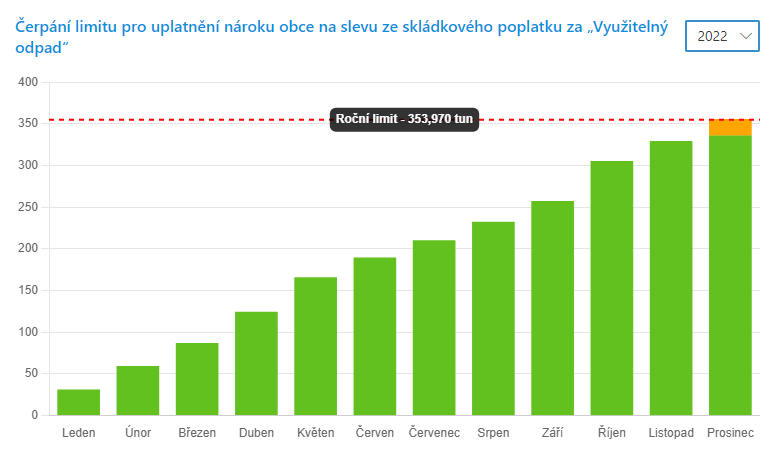 Čerpání limitu pro uplatnění nároku obce na slevu ze skládkového poplatku za „Využitelný
odpad“
2022
400
350
300
250
200
150
100
50
0
Roční limit - 353,970 tun
Leden
Únor
Březen
Duben
Květen
Červen
Červenec
Srpen
Září
Říjen
Listopad
Prosinec